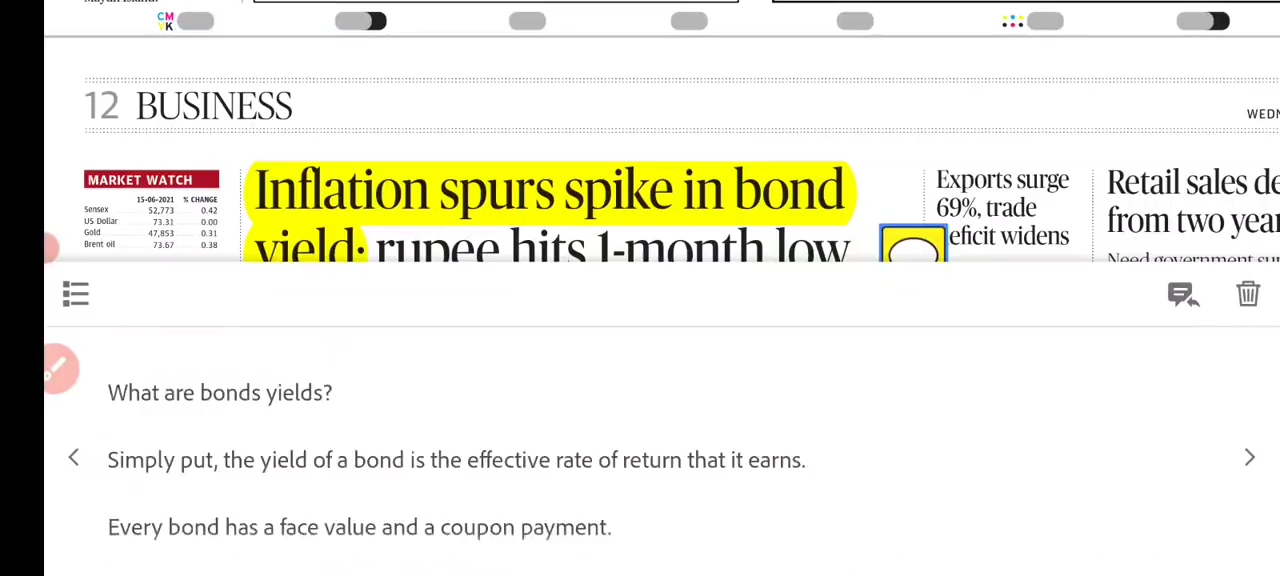 CM
YK
12 BUSINESS
WEDN
MARKET WATCH
15-06-2021 % CHANGE
Sensex 52,773 0.42
US Dollar 73.31 0.00
Gold 47,853 0.31
Brent oil 73.67 0.38
Inflation spurs spike in bond
yield; rupee hits 1-month low
Exports surge
69%, trade
eficit widens
Retail sales de
from two year
What are bonds yields?
Simply put, the yield of a bond is the effective rate of return that it earns.
Every bond has a face value and a coupon payment.